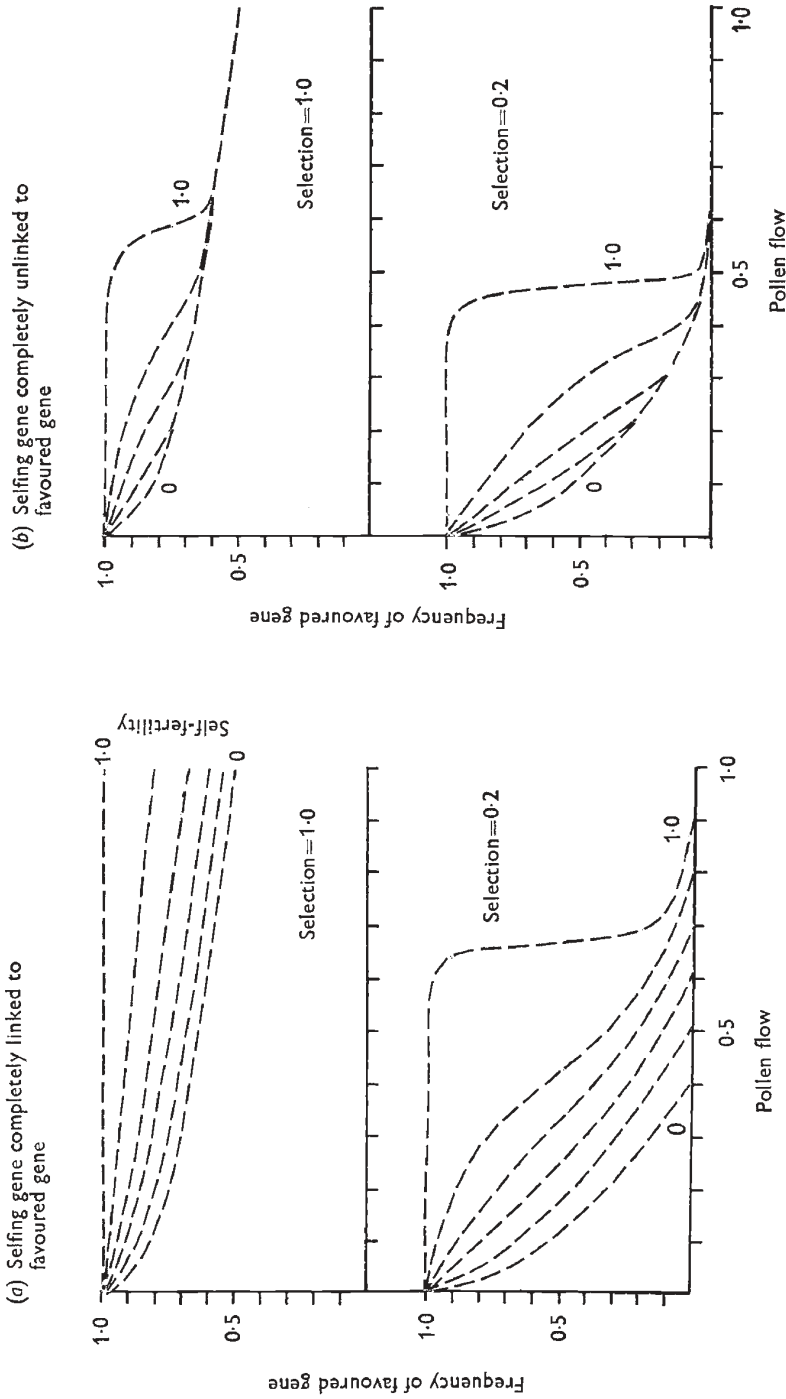 (a) Selfing gene completely linked to
favoured gene
1·0
0·5
1·0
0
Self-fertility
Selection=1·0
1·0
0·5
Selection=0·2
1·0
0
0·5
1·0
Pollen flow
Frequency of favoured gene
(b) Selfing gene completely unlinked to
favoured gene
1·0
0·5
1·0
0
Selection=1·0
1·0
0·5
Selection=0·2
1·0
0
0·5
1·0
Pollen flow
Frequency of favoured gene